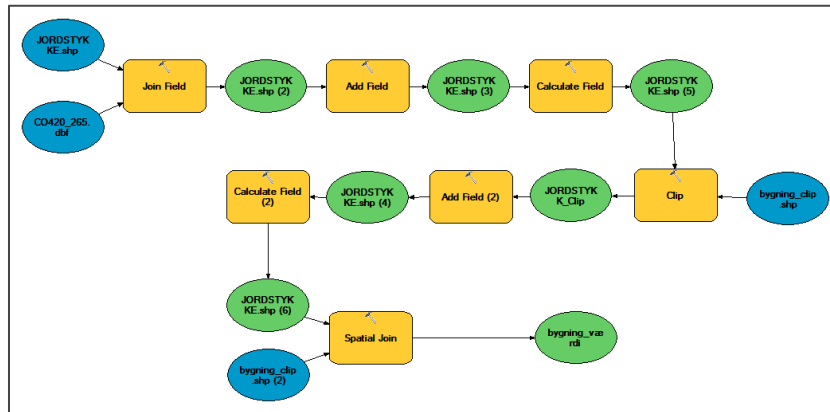 JORDSTYK
KE.shp
Join Field
JORDSTYK
KE.shp (2)
Add Field
JORDSTYK
KE.shp (3)
Calculate Field
JORDSTYK
KE.shp (5)
CO420_265.
dbf
Calculate Field
(2)
JORDSTYK
KE.shp (4)
Add Field (2)
JORDSTYK
K_Clip
Clip
bygning_clip
.shp
JORDSTYK
KE.shp (6)
Spatial Join
bygning_væ
rdi
bygning_clip
.shp (2)